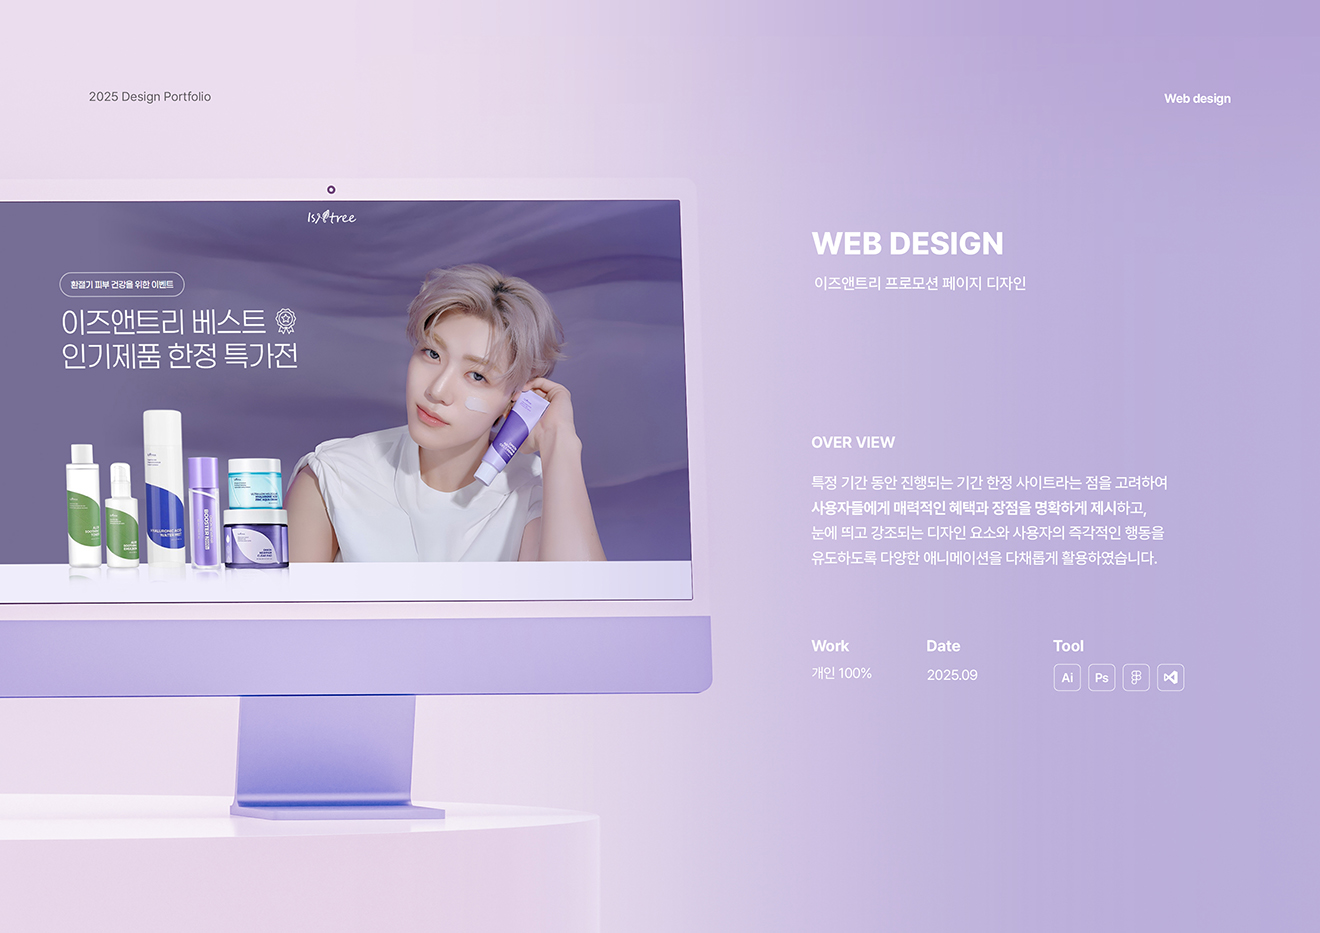 2025 Design Portfolio
Web design
Isntree
환절기 피부 건강을 위한 이벤트
이즈앤트리 베스트
인기제품 한정 특가전
HYALURONIC ACID
WATER MIST
WEB DESIGN
이즈앤트리 프로모션 페이지 디자인
OVER VIEW
특정 기간 동안 진행되는 기간 한정 사이트라는 점을 고려하여
사용자들에게 매력적인 혜택과 장점을 명확하게 제시하고,
눈에 띄고 강조되는 디자인 요소와 사용자의 즉각적인 행동을
유도하도록 다양한 애니메이션을 다채롭게 활용하였습니다.
Work
Date
Tool
개인 100%
2025.09
Ai
Ps